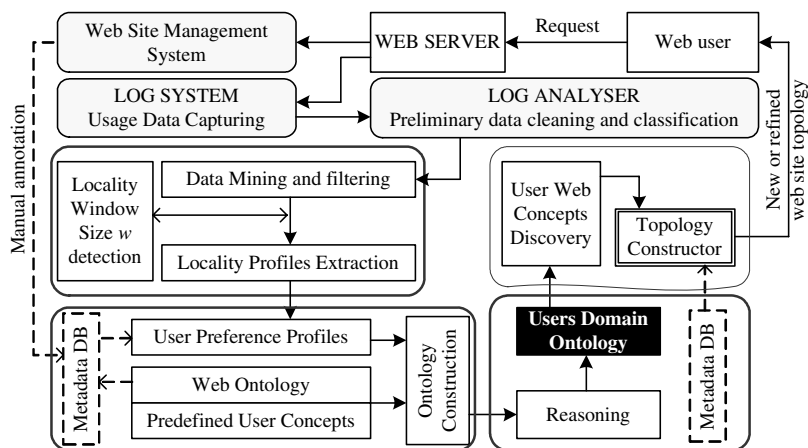 Web Site Management
System
WEB SERVER
Request
Web user
LOG SYSTEM
Usage Data Capturing
LOG ANALYSER
Preliminary data cleaning and classification
Manual annotation
New or refined
web site topology
Locality
Window
Size w
detection
Data Mining and filtering
Locality Profiles Extraction
User Web
Concepts
Discovery
Topology
Constructor
Metadata DB
User Preference Profiles
Web Ontology
Predefined User Concepts
Ontology
Construction
Users Domain
Ontology
Reasoning
Metadata DB